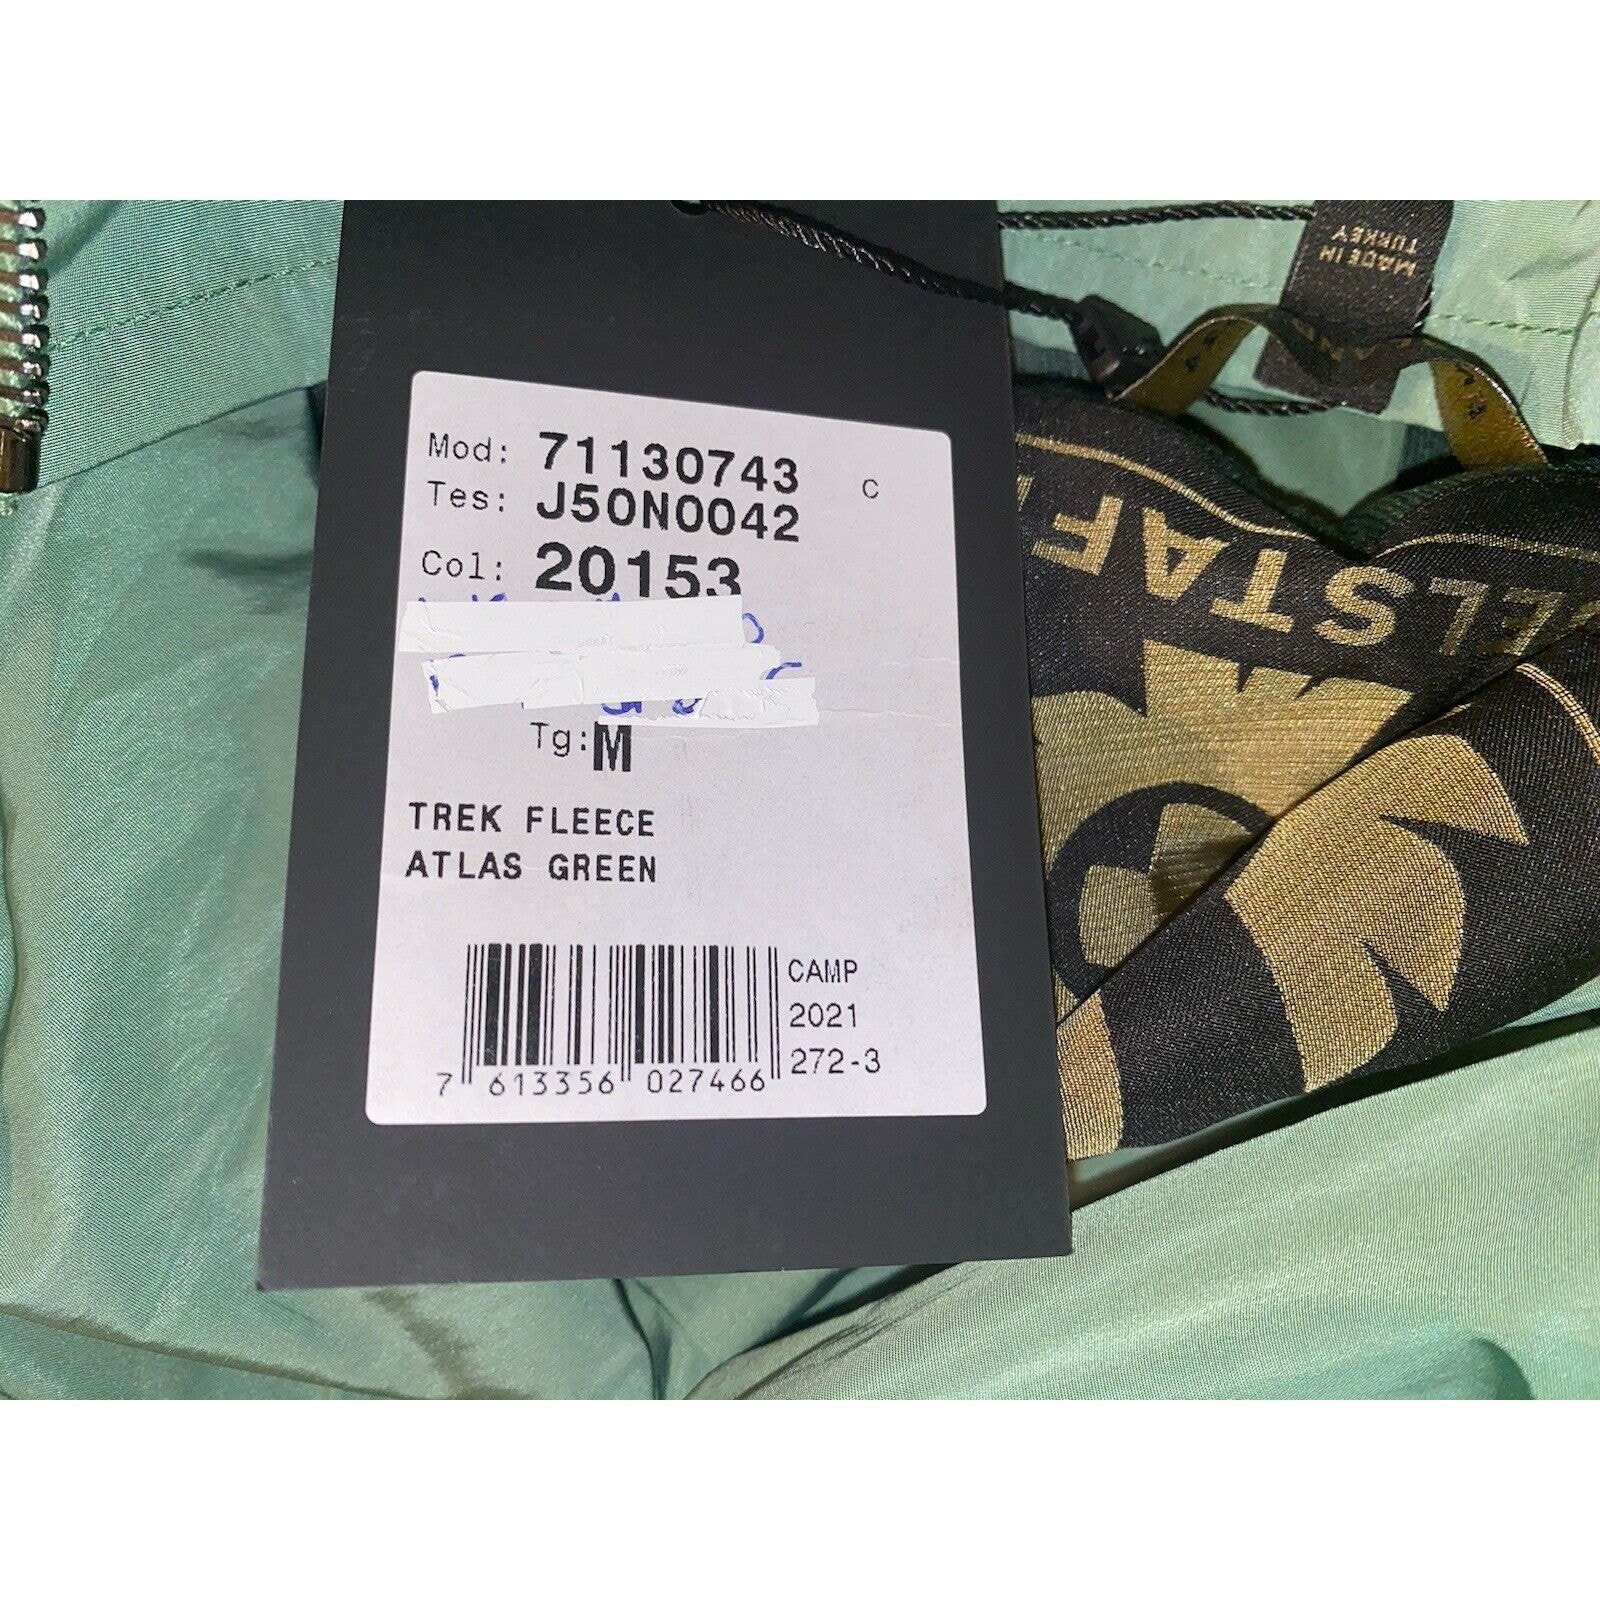 MADE IN
TURKEY
Mod: 71130743 C
Tes: J50N0042
Col: 20153
Tg: M
TREK FLEECE
ATLAS GREEN
CAMP
2021
272-3
7 613356 027466
ELSTAF